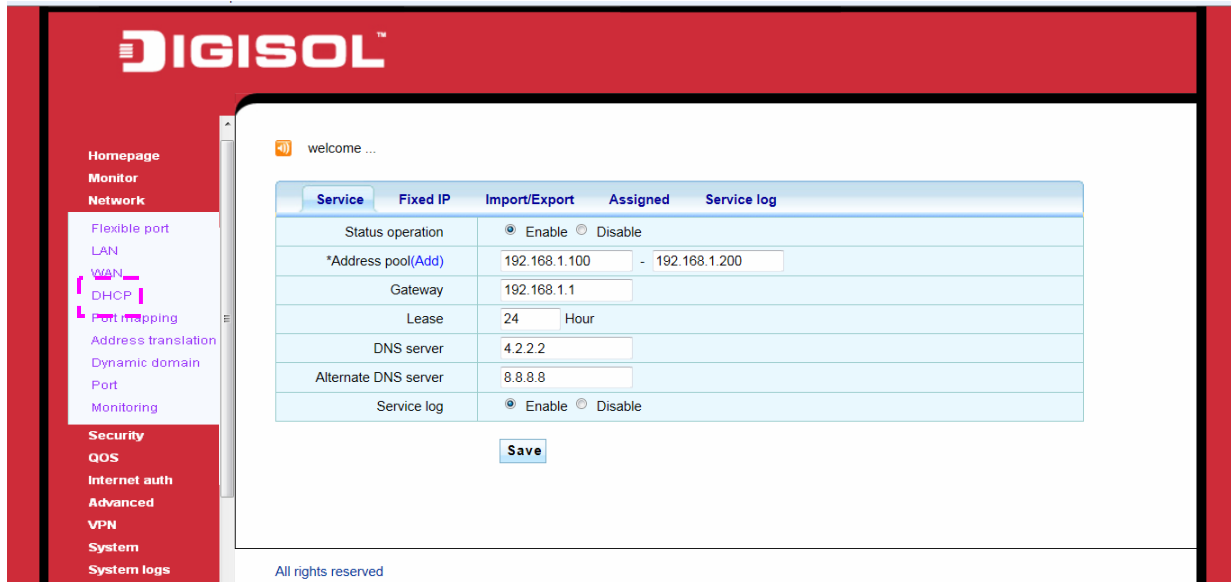 DIGISOL™
Homepage
Monitor
Network
Flexible port
LAN
WAN
DHCP
Port mapping
Address translation
Dynamic domain
Port
Monitoring
Security
QOS
Internet auth
Advanced
VPN
System
System logs
welcome ...
Service Fixed IP Import/Export Assigned Service log
Status operation Enable Disable
*Address pool(Add) 192.168.1.100 - 192.168.1.200
Gateway 192.168.1.1
Lease 24 Hour
DNS server 4.2.2.2
Alternate DNS server 8.8.8.8
Service log Enable Disable
Save
All rights reserved